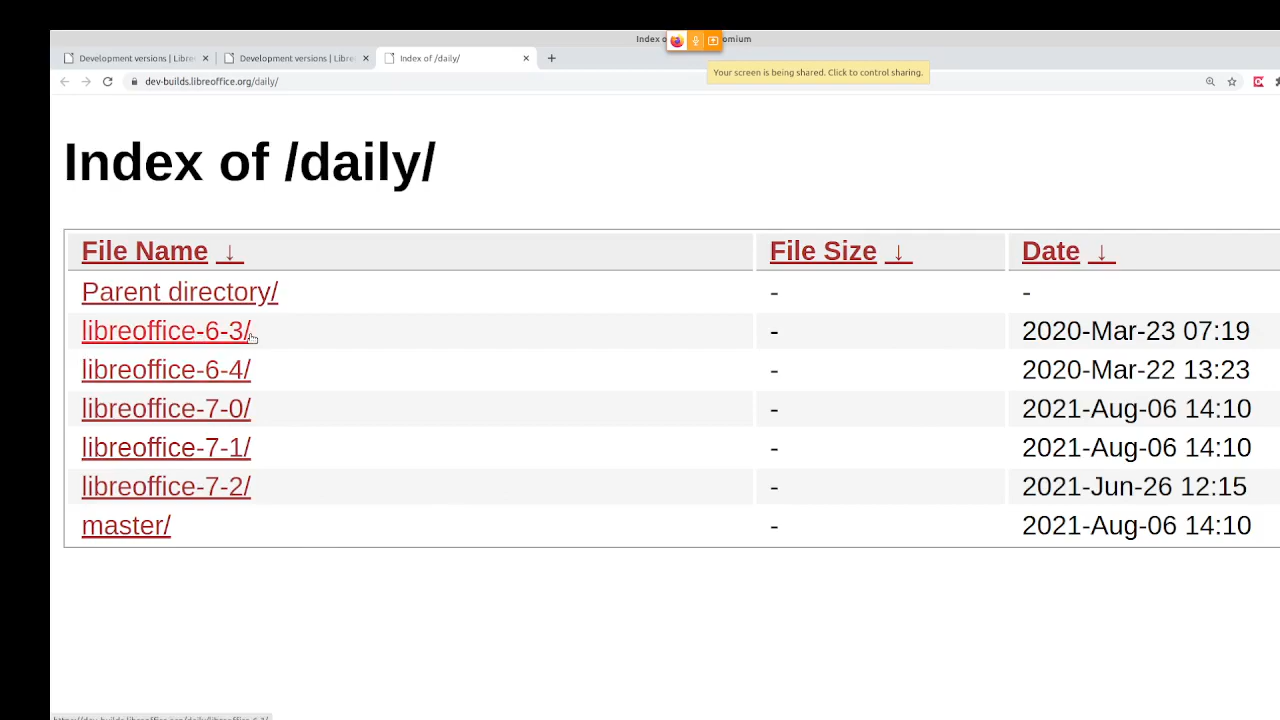 Index o omium
Development versions | Libre Development versions | Libre Index of /daily/
dev-builds.libreoffice.org/daily/
Your screen is being shared. Click to control sharing.
Index of /daily/
File Name ↓ File Size ↓ Date ↓
Parent directory/ - -
libreoffice-6-3/ - 2020-Mar-23 07:19
libreoffice-6-4/ - 2020-Mar-22 13:23
libreoffice-7-0/ - 2021-Aug-06 14:10
libreoffice-7-1/ - 2021-Aug-06 14:10
libreoffice-7-2/ - 2021-Jun-26 12:15
master/ - 2021-Aug-06 14:10